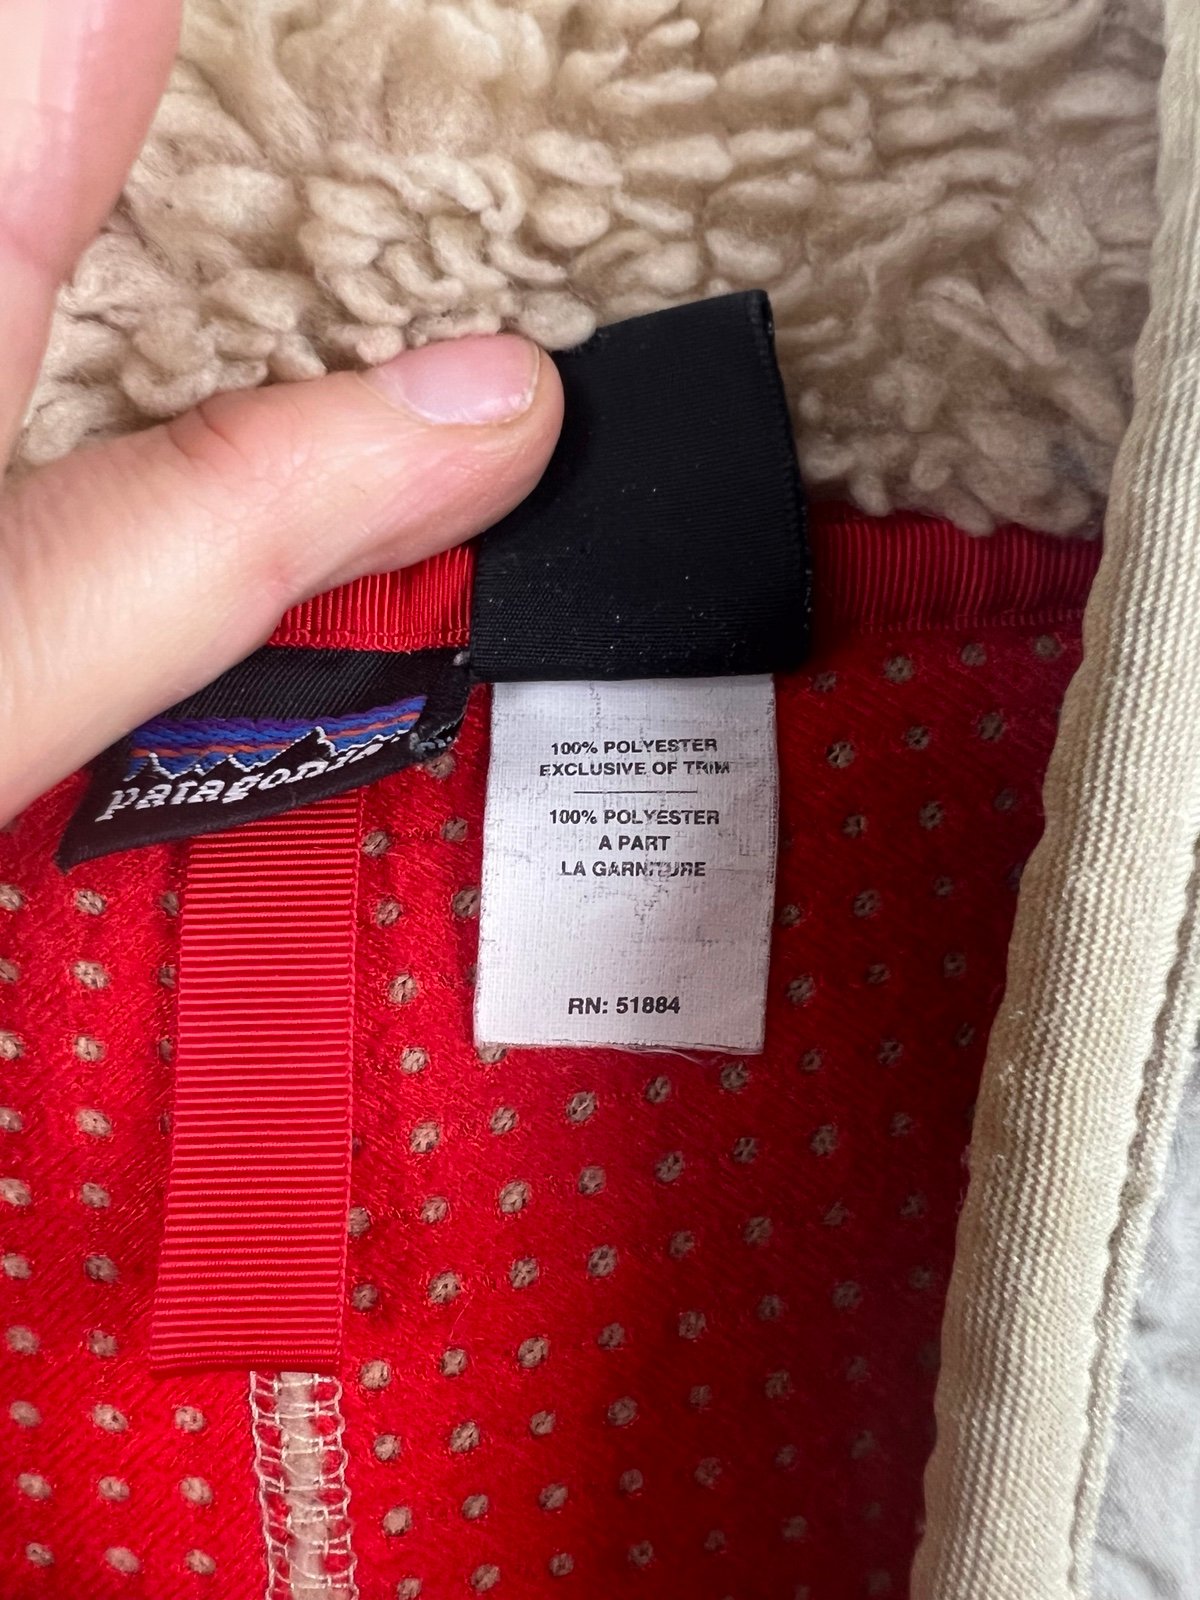 patagonia
100% POLYESTER
EXCLUSIVE OF TRIM
100% POLYESTER
A PART
LA GARNITURE
RN: 51884